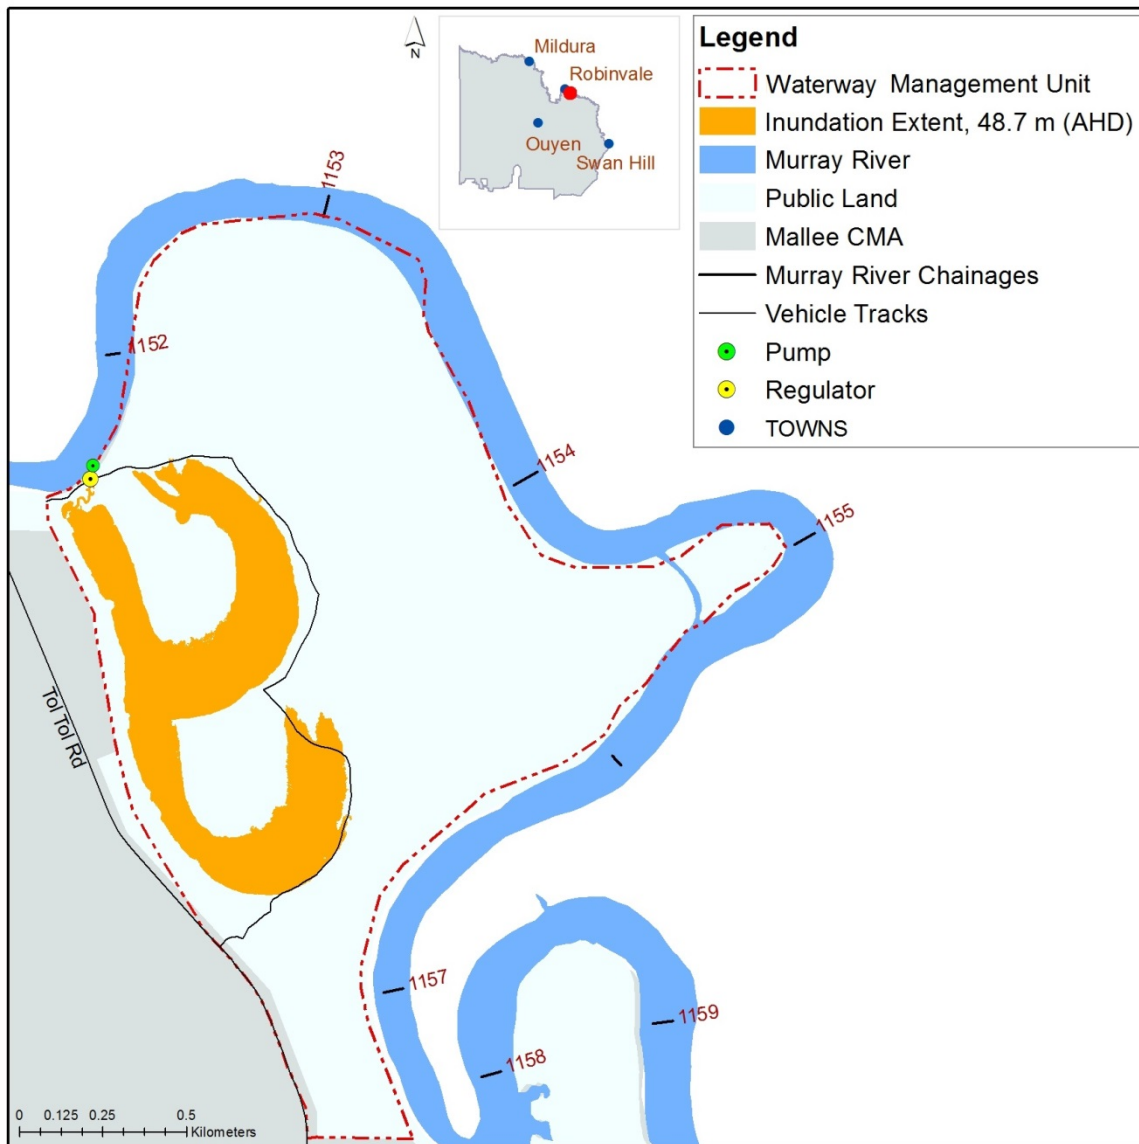 N
Mildura
Robinvale
Ouyen
Swan Hill
Legend
Waterway Management Unit
Inundation Extent, 48.7 m (AHD)
Murray River
Public Land
Mallee CMA
Murray River Chainages
Vehicle Tracks
Pump
Regulator
TOWNS
1153
1152
1154
1155
Tol Tol Rd
1157
1159
1158
0 0.125 0.25 0.5
Kilometers